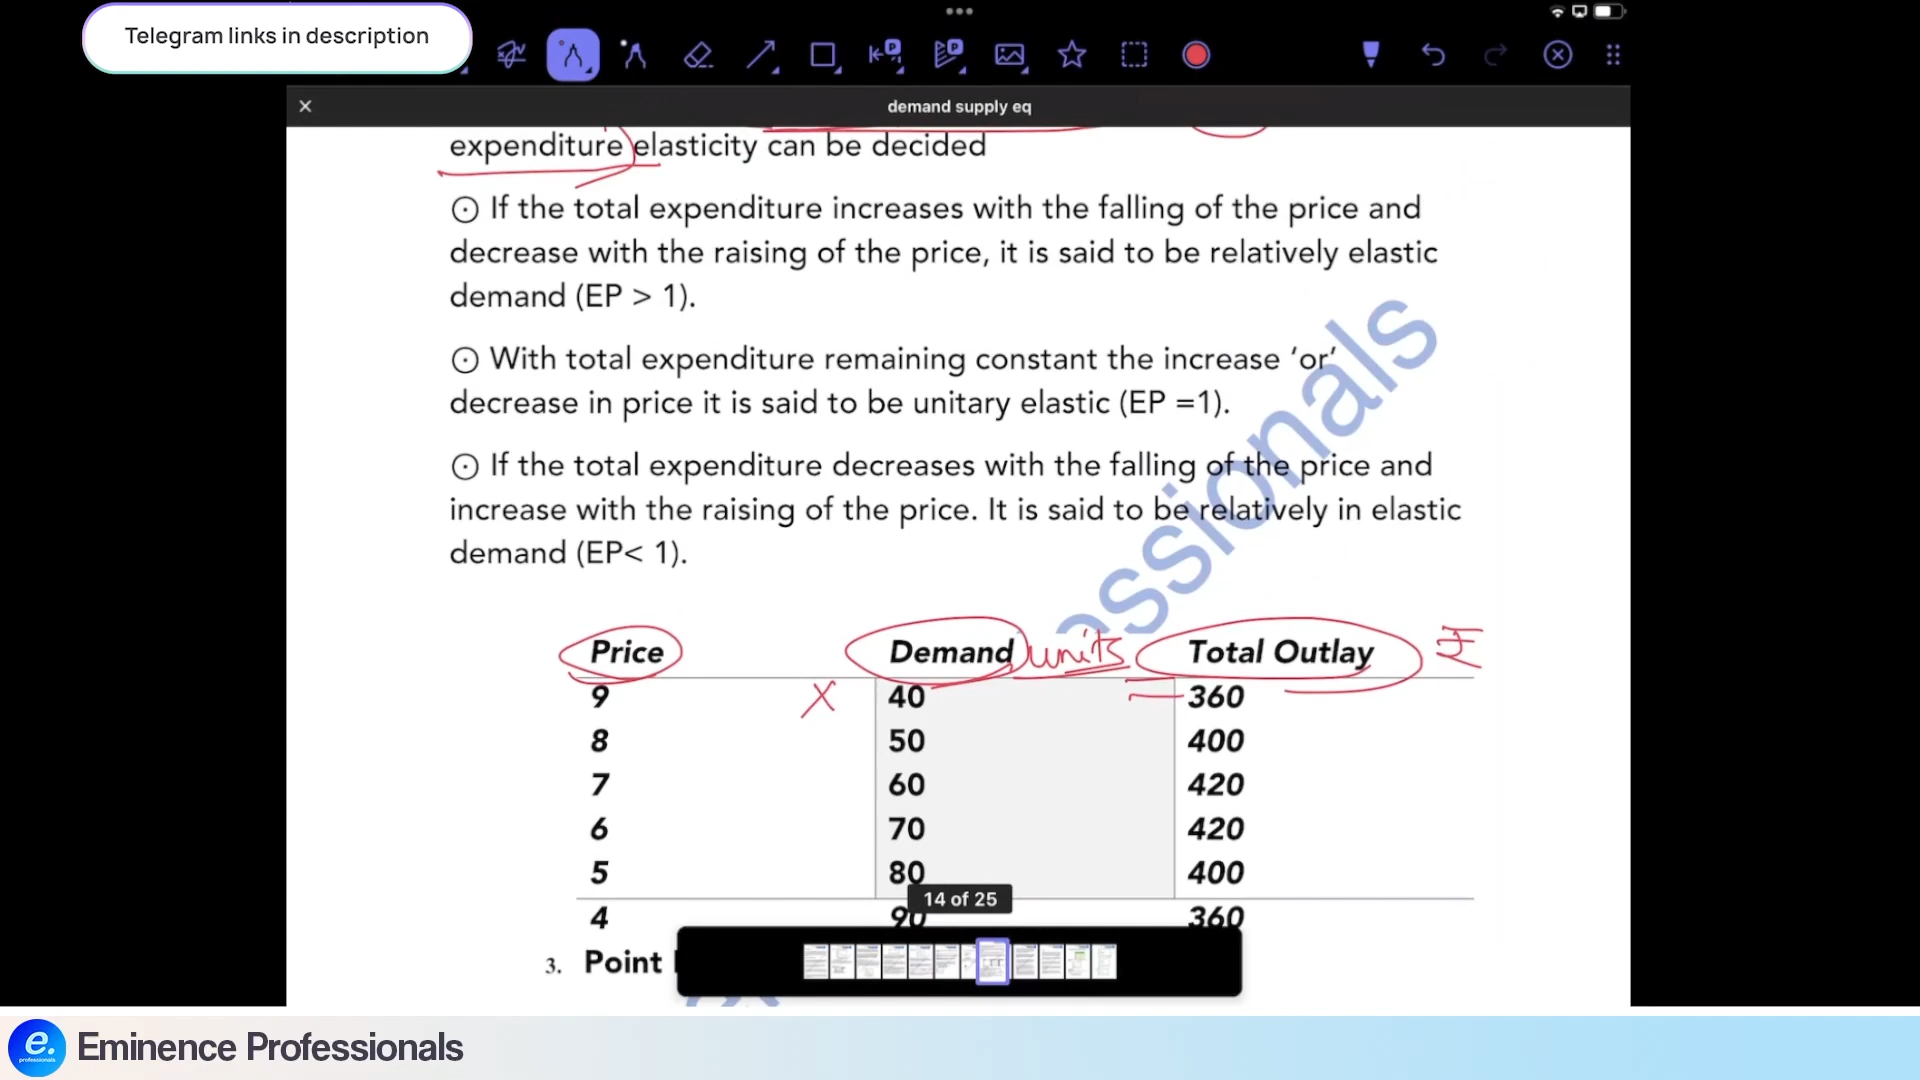 Telegram links in description
demand supply eq
expenditure elasticity can be decided
⊙ If the total expenditure increases with the falling of the price and
decrease with the raising of the price, it is said to be relatively elastic
demand (EP > 1).
⊙ With total expenditure remaining constant the increase ‘or’
decrease in price it is said to be unitary elastic (EP =1).
⊙ If the total expenditure decreases with the falling of the price and
increase with the raising of the price. It is said to be relatively in elastic
demand (EP< 1).
essionals
Price Demand units Total Outlay ₹
9 X 40 = 360
8 50 400
7 60 420
6 70 420
5 80 400
14 of 25
4 90 360
3. Point
e. professionals
Eminence Professionals